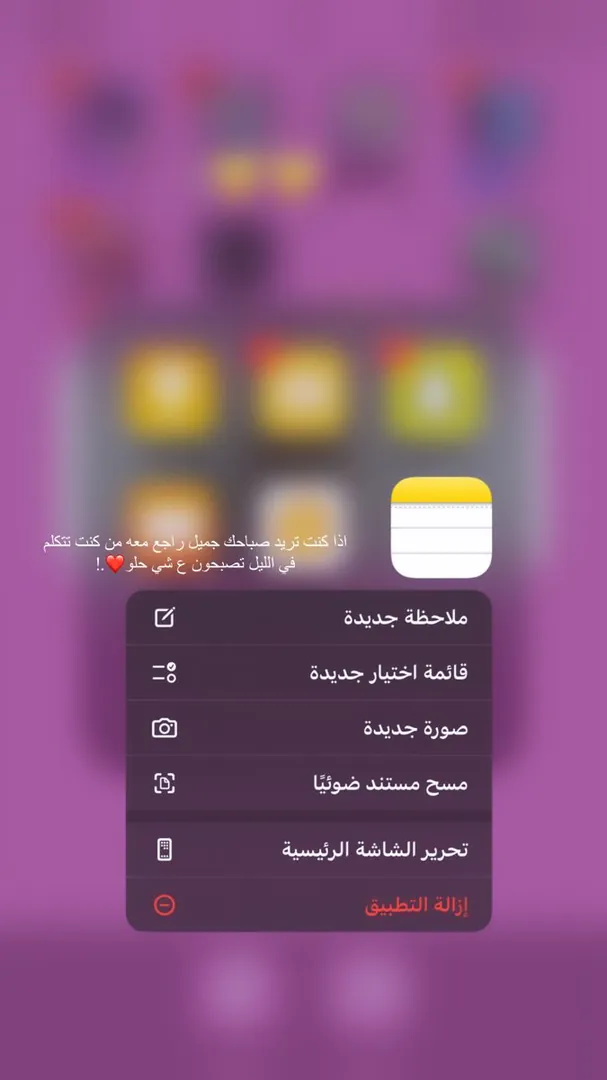 اذا كنت تريد صباحك جميل راجع معه من كنت تتكلم
في الليل تصبحون ع شي حلو❤️.!
ملاحظة جديدة
قائمة اختيار جديدة
صورة جديدة
مسح مستند ضوئيًا
تحرير الشاشة الرئيسية
إزالة التطبيق